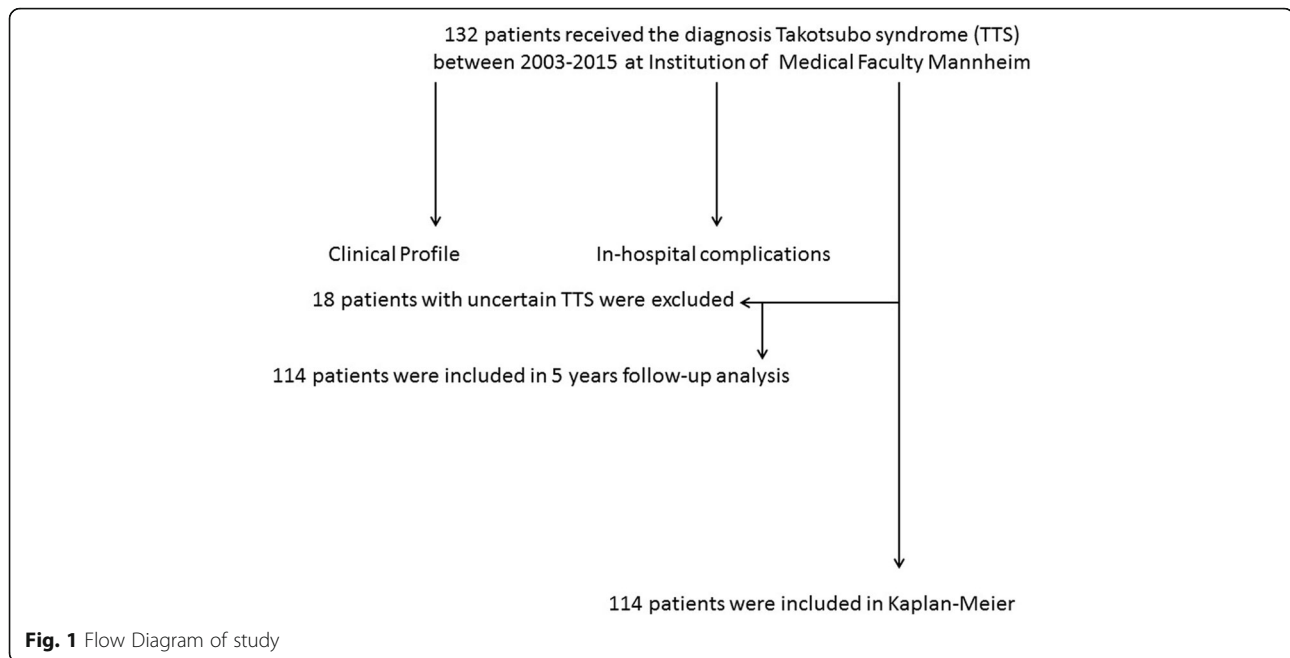 132 patients received the diagnosis Takotsubo syndrome (TTS)
between 2003-2015 at Institution of Medical Faculty Mannheim
Clinical Profile
In-hospital complications
18 patients with uncertain TTS were excluded
114 patients were included in 5 years follow-up analysis
114 patients were included in Kaplan-Meier
Fig. 1 Flow Diagram of study